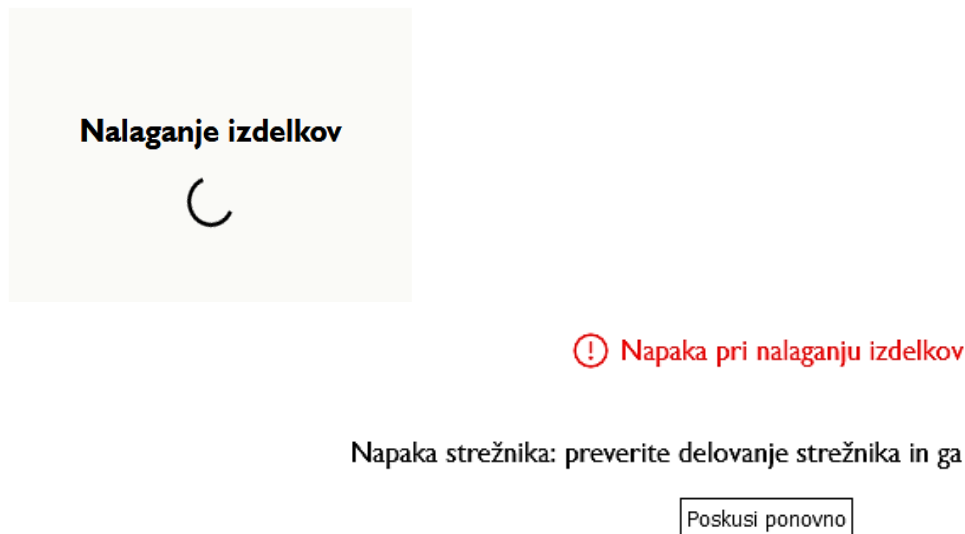 Nalaganje izdelkov
Napaka pri nalaganju izdelkov
Napaka strežnika: preverite delovanje strežnika in ga
Poskusi ponovno